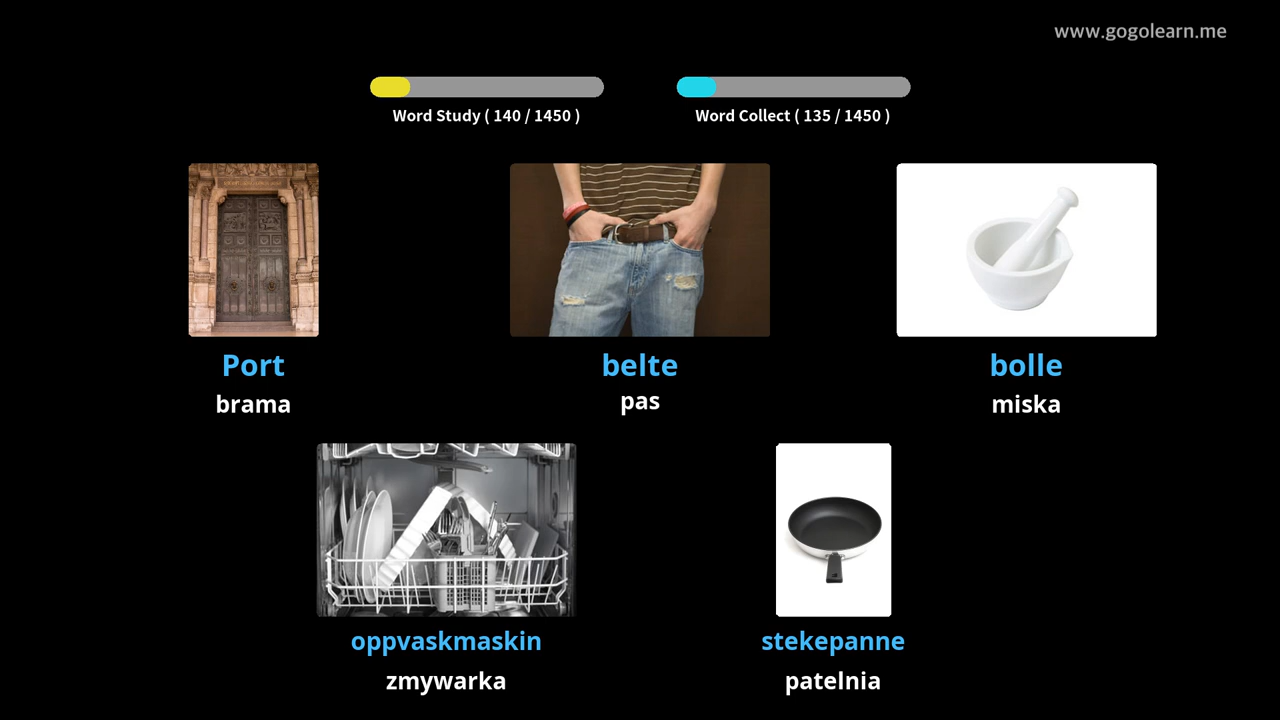 www.gogolearn.me
Word Study ( 140 / 1450 )
Word Collect ( 135 / 1450 )
Port
belte
bolle
brama
pas
miska
oppvaskmaskin
stekepanne
zmywarka
patelnia